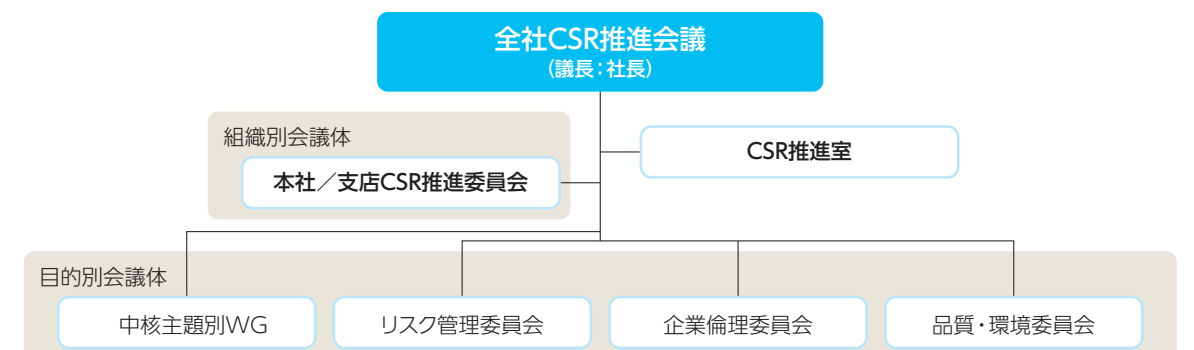 全社CSR推進会議
(議長:社長)
組織別会議体
本社/支店CSR推進委員会
CSR推進室
目的別会議体
中核主題別WG
リスク管理委員会
企業倫理委員会
品質・環境委員会